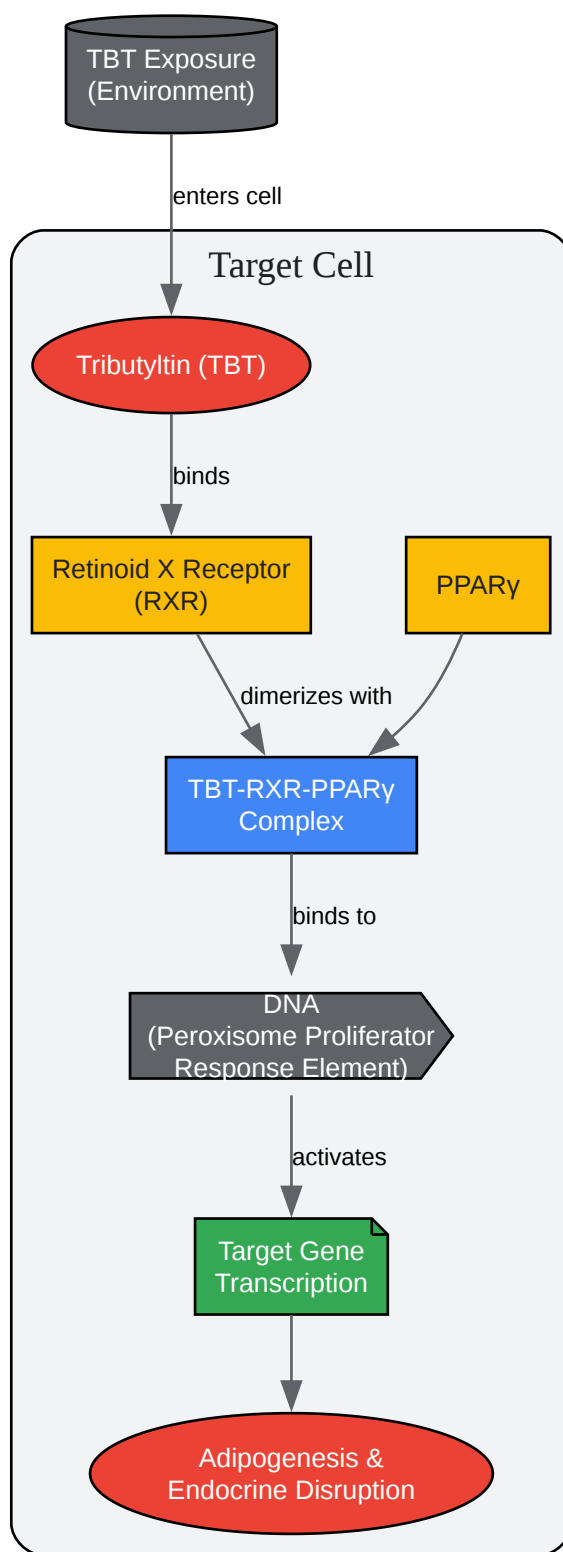 TBT Exposure
(Environment)
enters cell
Target Cell
Tributyltin (TBT)
binds
Retinoid X Receptor
(RXR)
PPARγ
dimerizes with
TBT-RXR-PPARγ
Complex
binds to
DNA
(Peroxisome Proliferator
Response Element)
activates
Target Gene
Transcription
Adipogenesis &
Endocrine Disruption